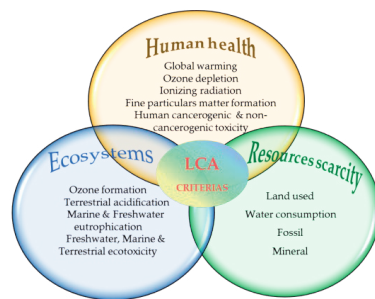 Human health
Global warming
Ozone depletion
Ionizing radiation
Fine particulars matter formation
Human cancerogenic & non-
cancerogenic toxicity
Ecosystems
Ozone formation
Terrestrial acidification
Marine & Freshwater
eutrophication
Freshwater, Marine &
Terrestrial ecotoxicity
LCA
CRITERIAS
Resources scarcity
Land used
Water consumption
Fossil
Mineral